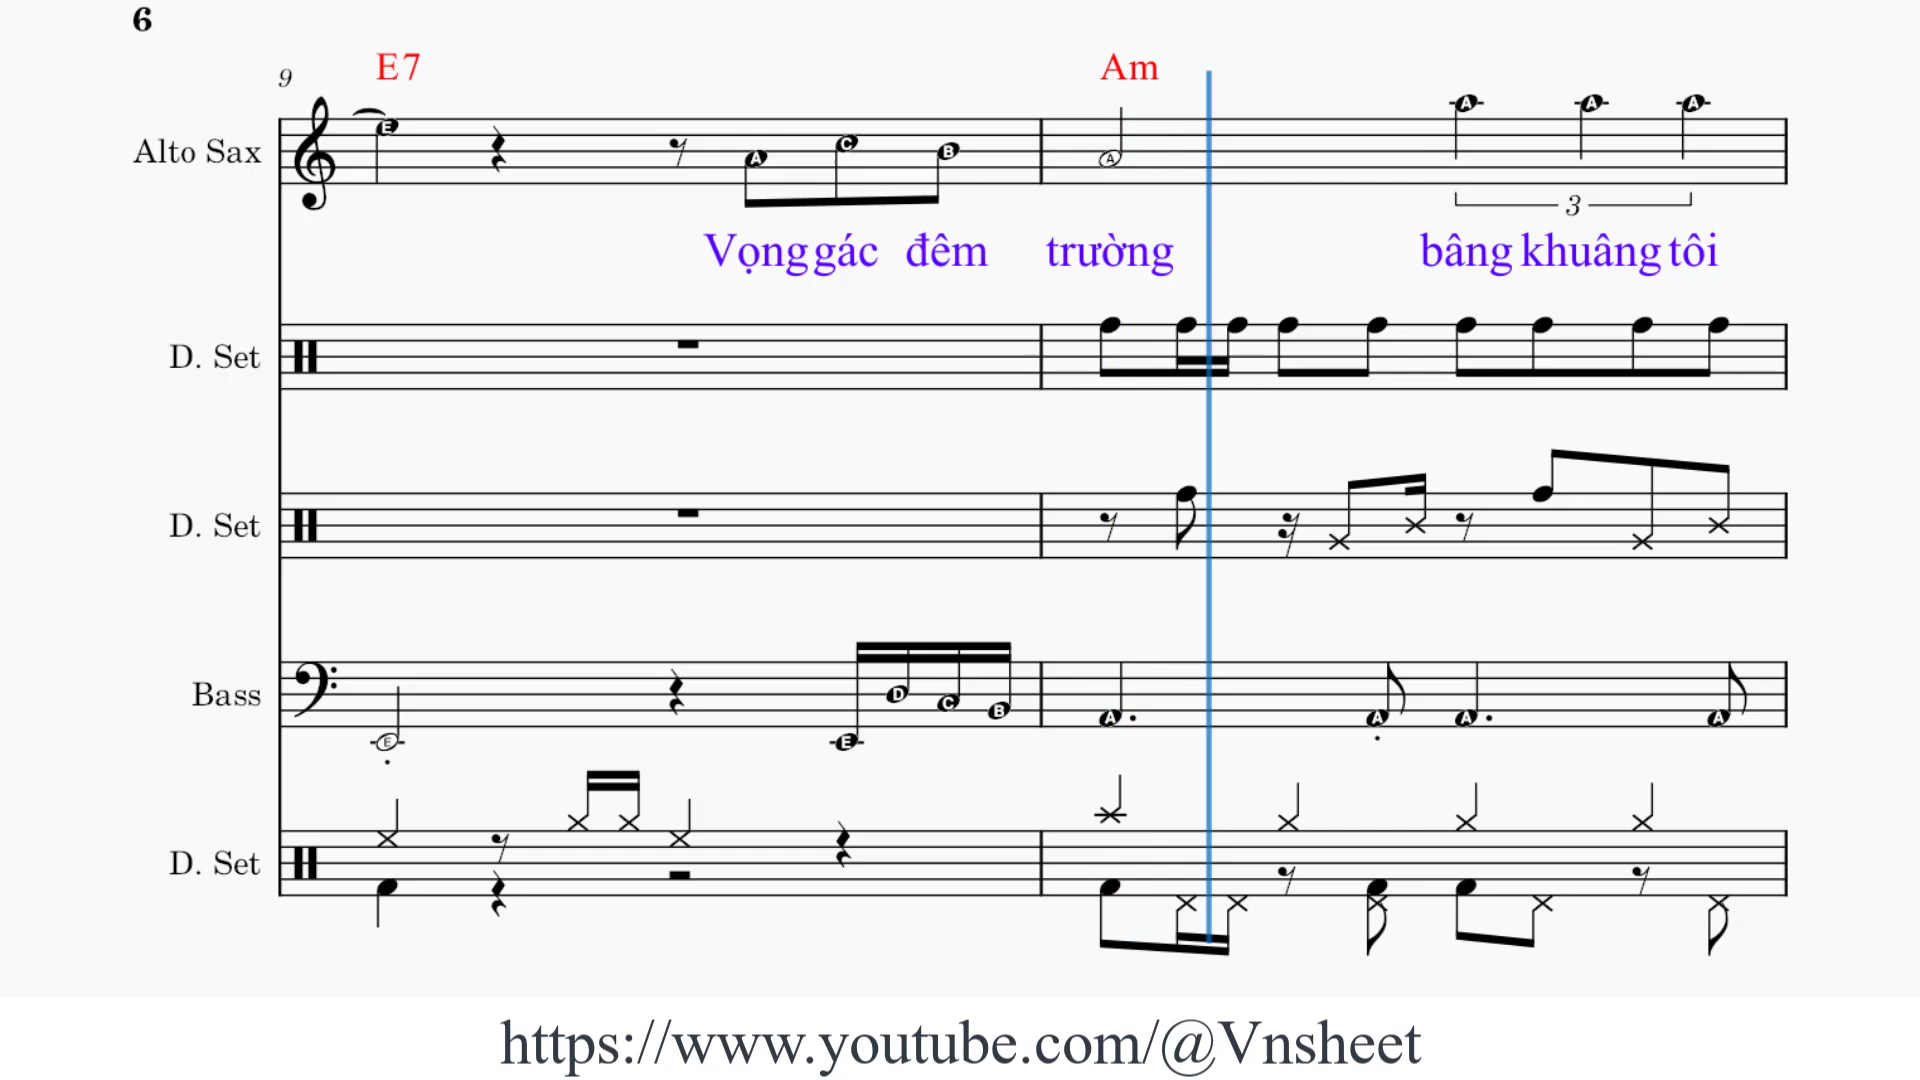 6
9
E7 Am
Alto Sax
E A C B A A A A
3
Vọng gác đêm trường bâng khuâng tôi
D. Set
D. Set
Bass
E E D C B A A A A
D. Set
https://www.youtube.com/@Vnsheet